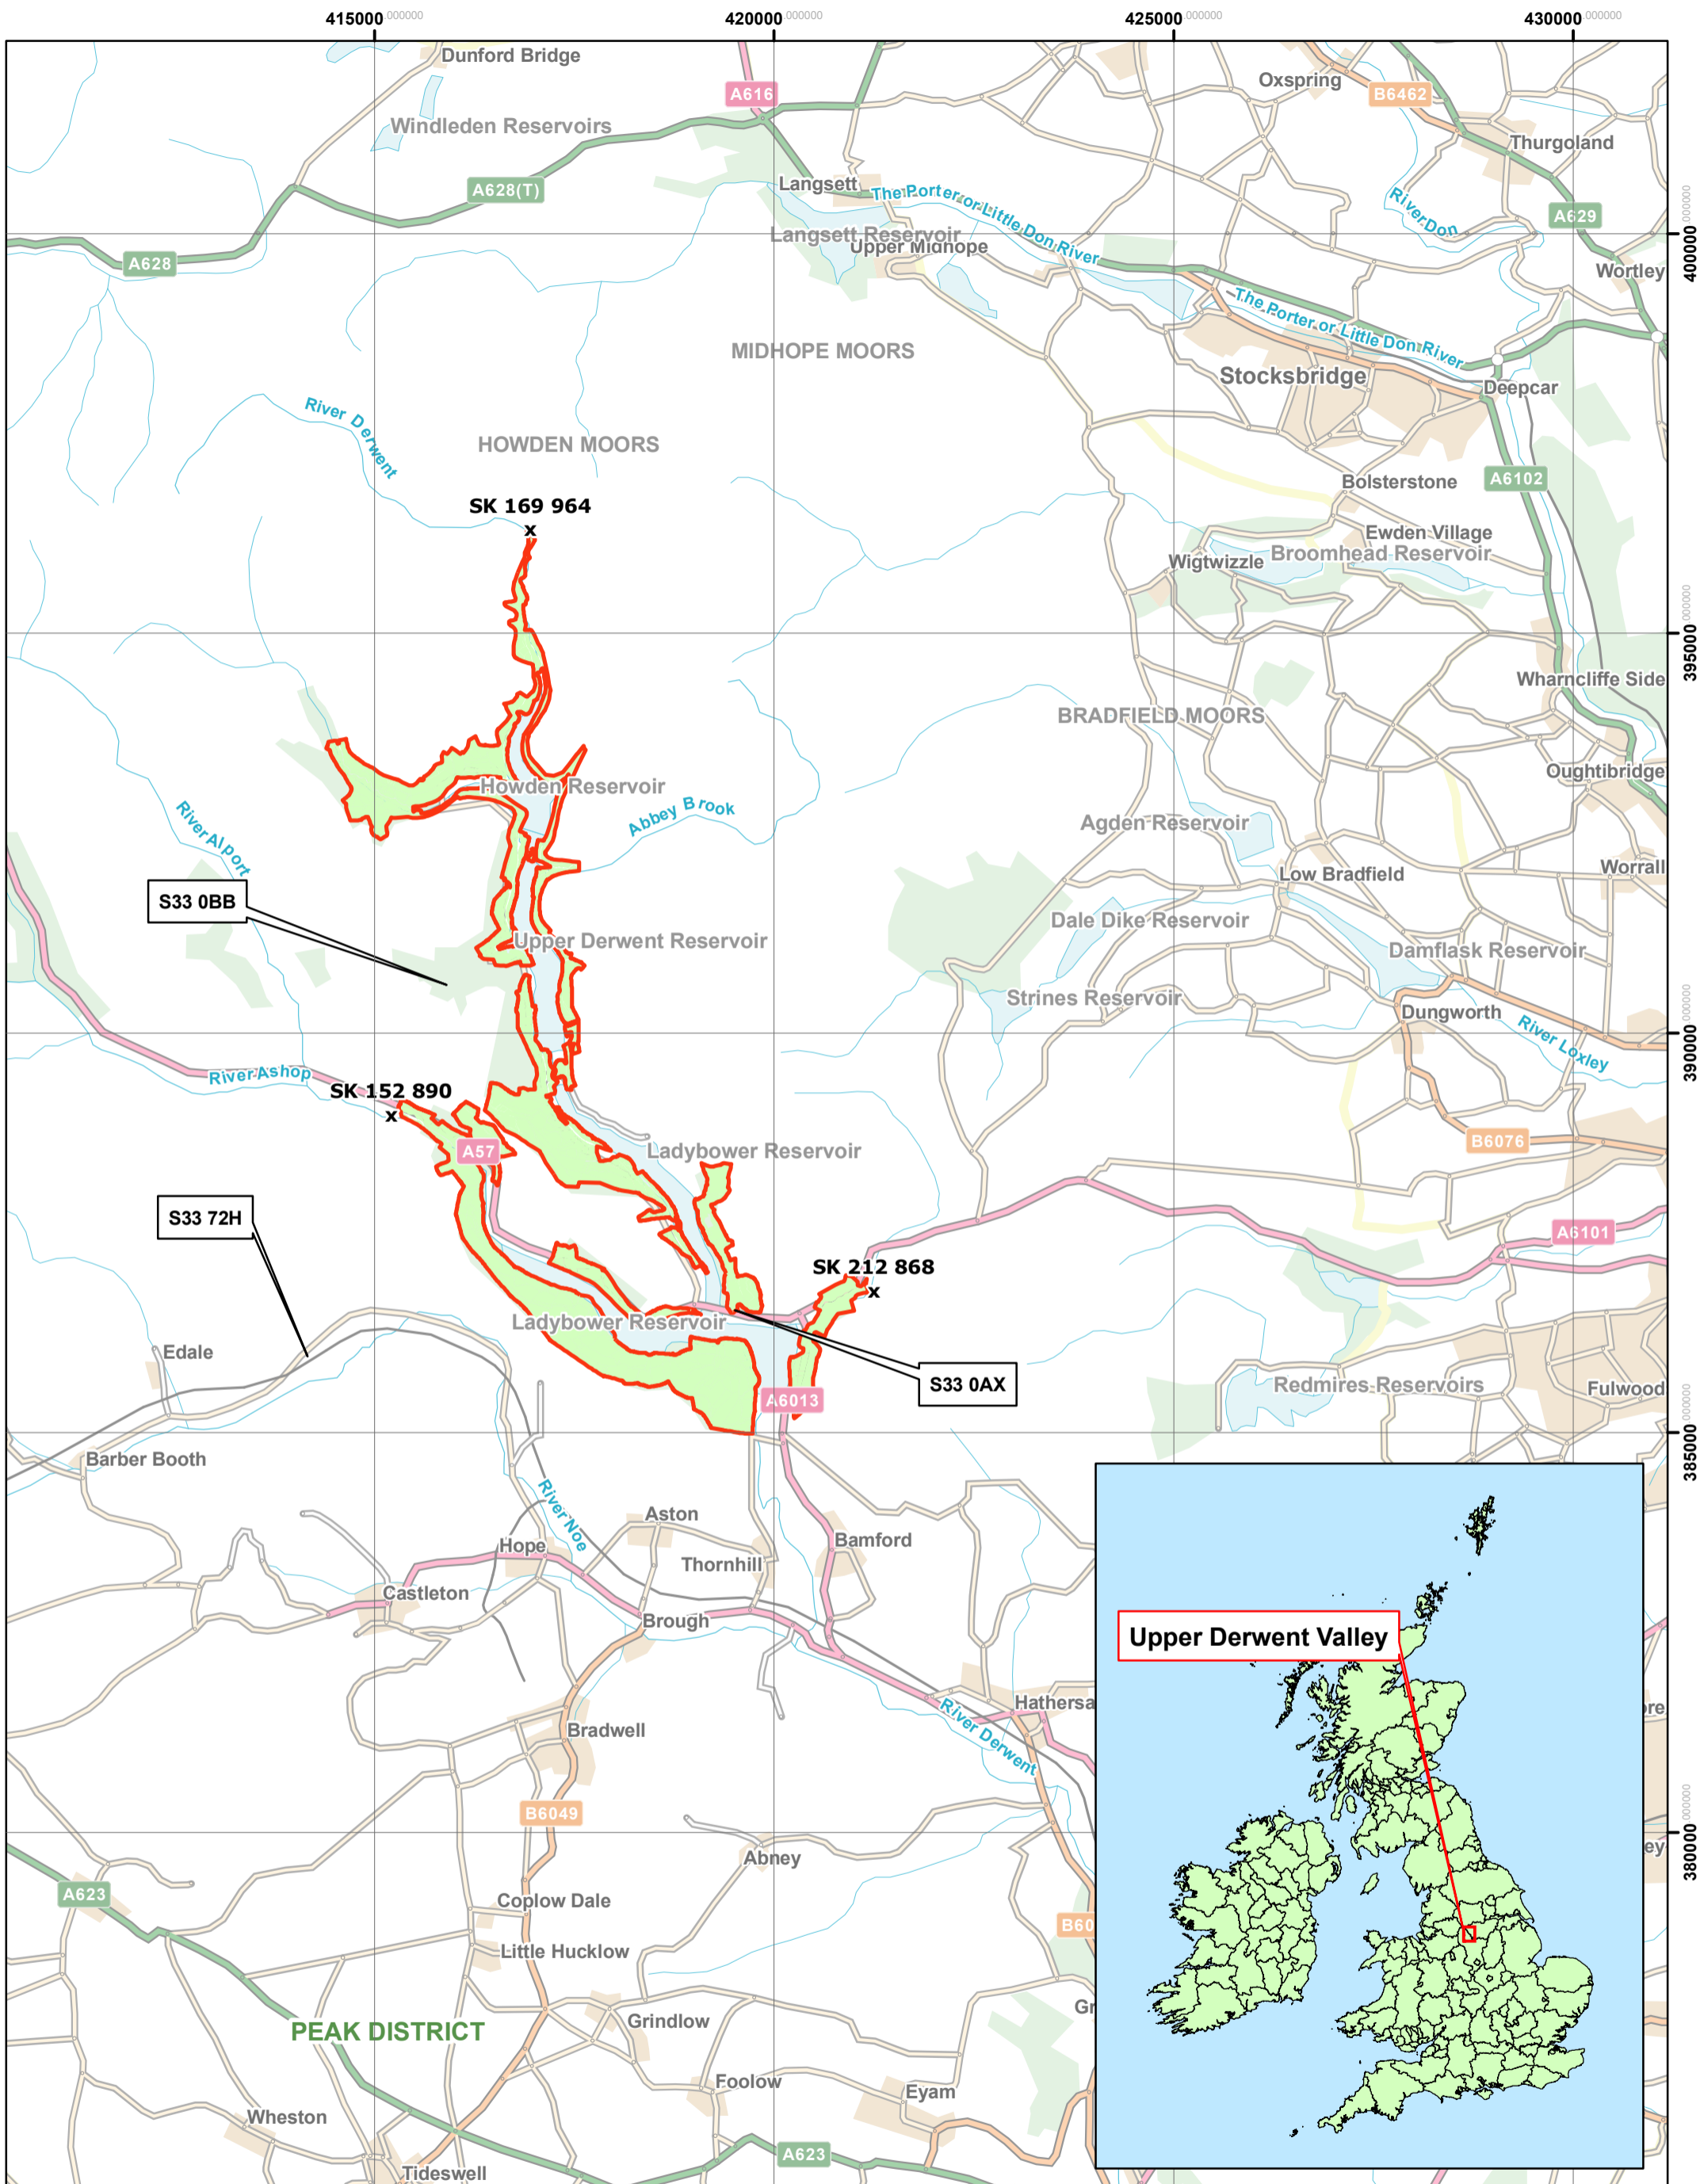 415000.000000
420000.000000
425000.000000
430000.000000
Dunford Bridge
Oxspring
A616
B6462
Windleden Reservoirs
Thurgoland
A628(T)
Langsett
The Porter or Little Don River
River Don
A629
Langsett Reservoir
Upper Midhope
400000.000000
A628
Wortley
The Porter or Little Don River
MIDHOPE MOORS
Stocksbridge
Deepcar
River Derwent
HOWDEN MOORS
A6102
Bolsterstone
SK 169 964
x
Ewden Village
Broomhead Reservoir
Wigtwizzle
395000.000000
Wharncliffe Side
BRADFIELD MOORS
Oughtibridge
Howden Reservoir
River Alport
Abbey Brook
Agden Reservoir
Low Bradfield
Worrall
S33 0BB
Dale Dike Reservoir
Upper Derwent Reservoir
Damflask Reservoir
Strines Reservoir
Dungworth
River Loxley
390000.000000
River Ashop
SK 152 890
x
B6076
A57
Ladybower Reservoir
S33 72H
A6101
SK 212 868
x
Ladybower Reservoir
Edale
S33 0AX
Redmires Reservoirs
Fulwood
A6013
385000.000000
Barber Booth
River Noe
Aston
Hope
Thornhill
Bamford
Castleton
Brough
Upper Derwent Valley
Hathersa
ore
River Derwent
Bradwell
B6049
380000.000000
Abney
ey
A623
Coplow Dale
B60
Little Hucklow
Gr
Grindlow
PEAK DISTRICT
Foolow
Eyam
Wheston
A623
Tideswell